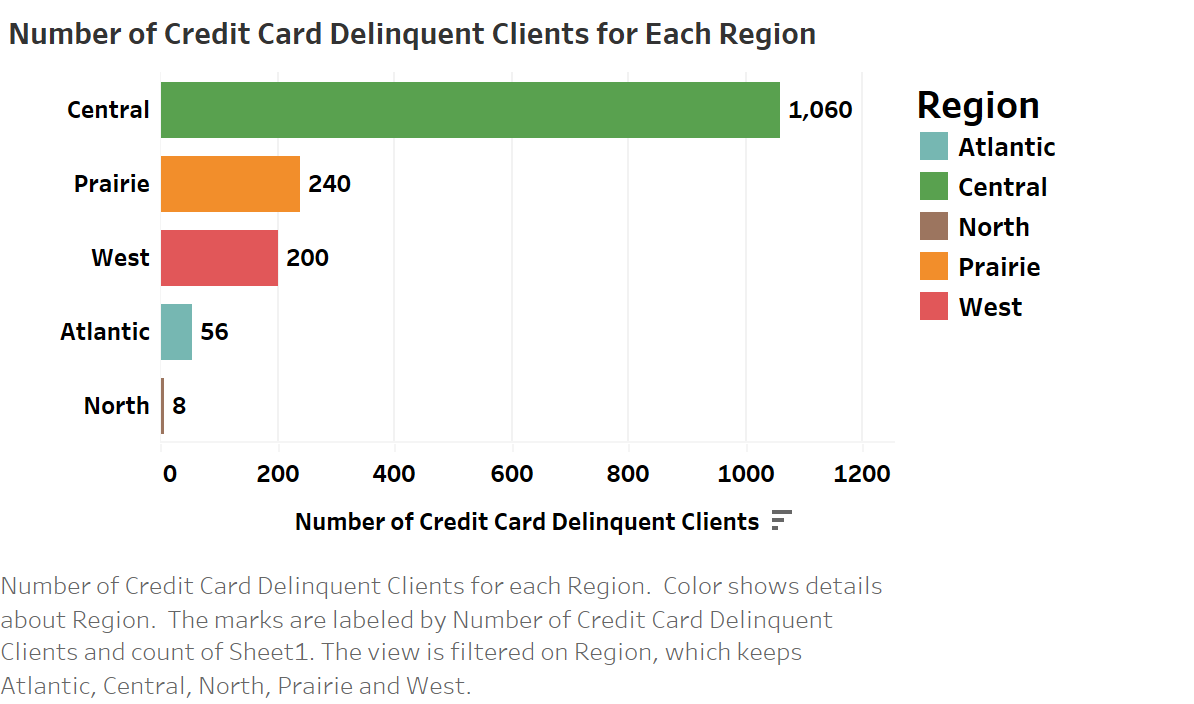 Number of Credit Card Delinquent Clients for Each Region
Central 1,060
Prairie 240
West 200
Atlantic 56
North 8
0 200 400 600 800 1000 1200
Number of Credit Card Delinquent Clients
Region
Atlantic
Central
North
Prairie
West
Number of Credit Card Delinquent Clients for each Region. Color shows details
about Region. The marks are labeled by Number of Credit Card Delinquent
Clients and count of Sheet1. The view is filtered on Region, which keeps
Atlantic, Central, North, Prairie and West.